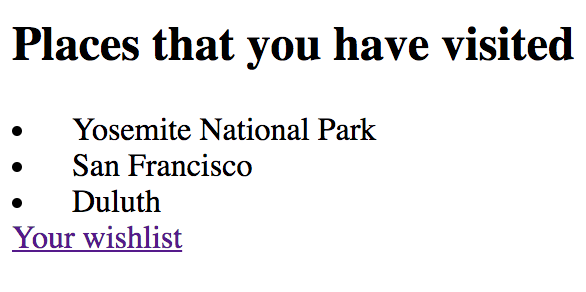 Places that you have visited
• Yosemite National Park
• San Francisco
• Duluth
Your wishlist